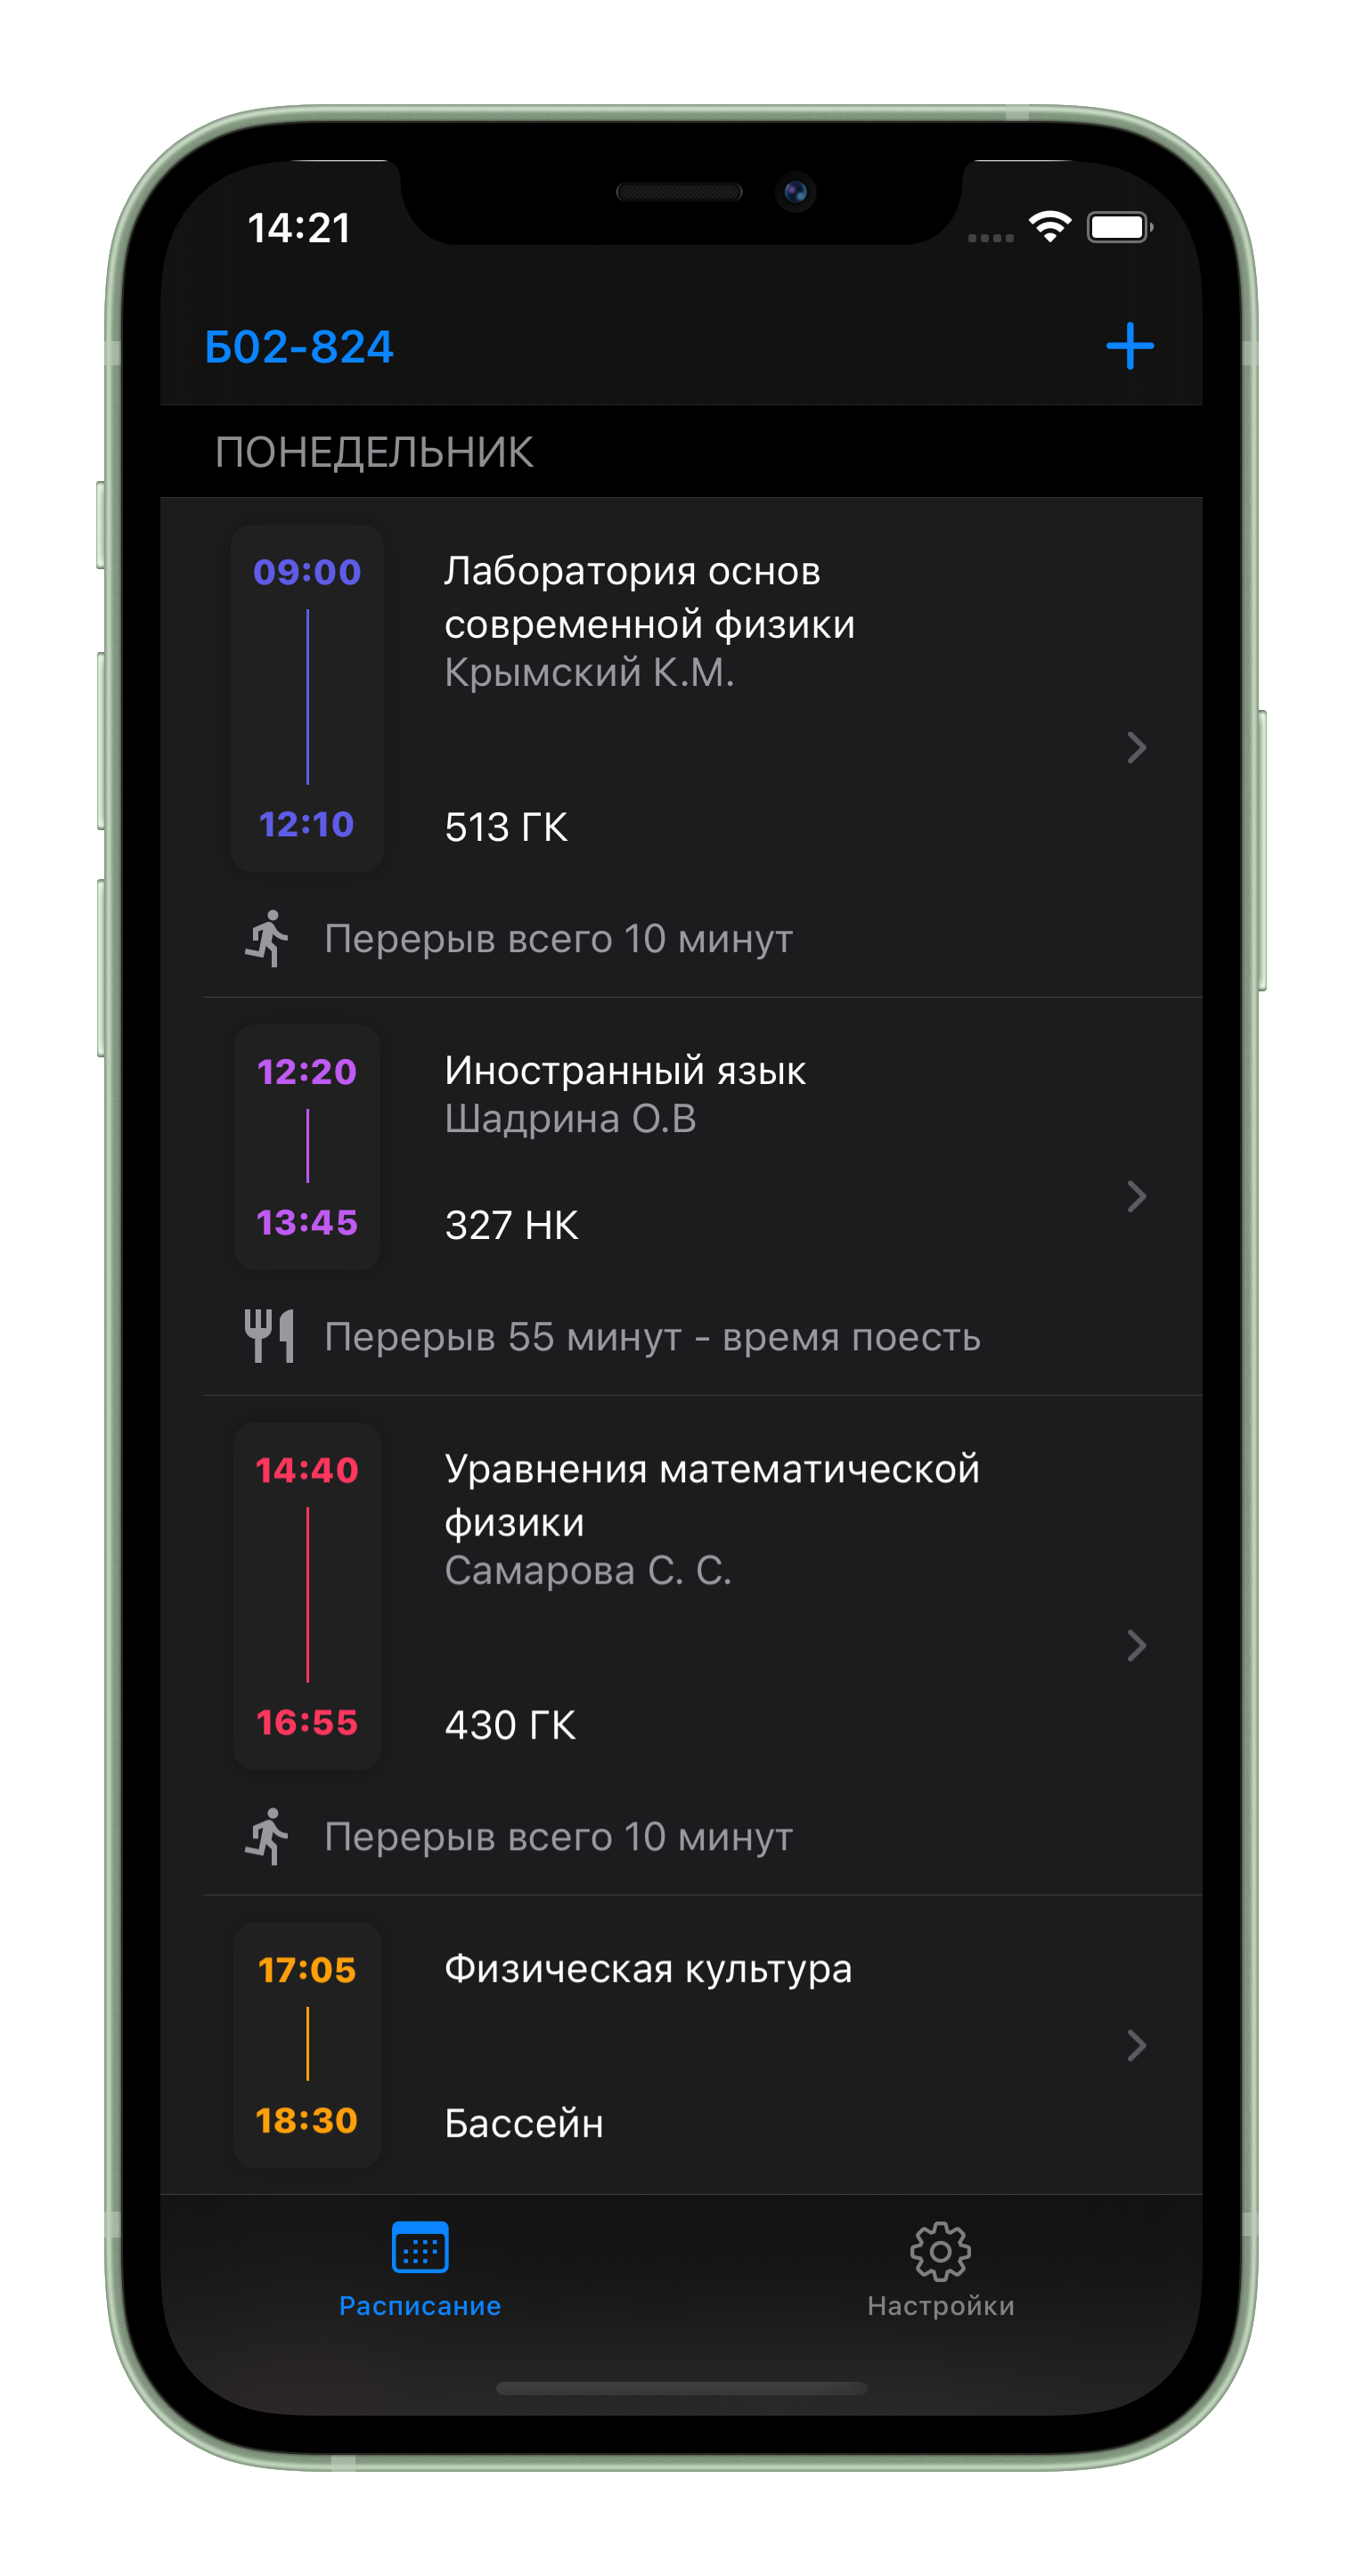 14:21
Б02-824
ПОНЕДЕЛЬНИК
09:00
Лаборатория основ
современной физики
Крымский К.М.
12:10
513 ГК
Перерыв всего 10 минут
12:20
Иностранный язык
Шадрина О.В
13:45
327 НК
Перерыв 55 минут - время поесть
14:40
Уравнения математической
физики
Самарова С. С.
16:55
430 ГК
Перерыв всего 10 минут
17:05
Физическая культура
18:30
Бассейн
Расписание
Настройки